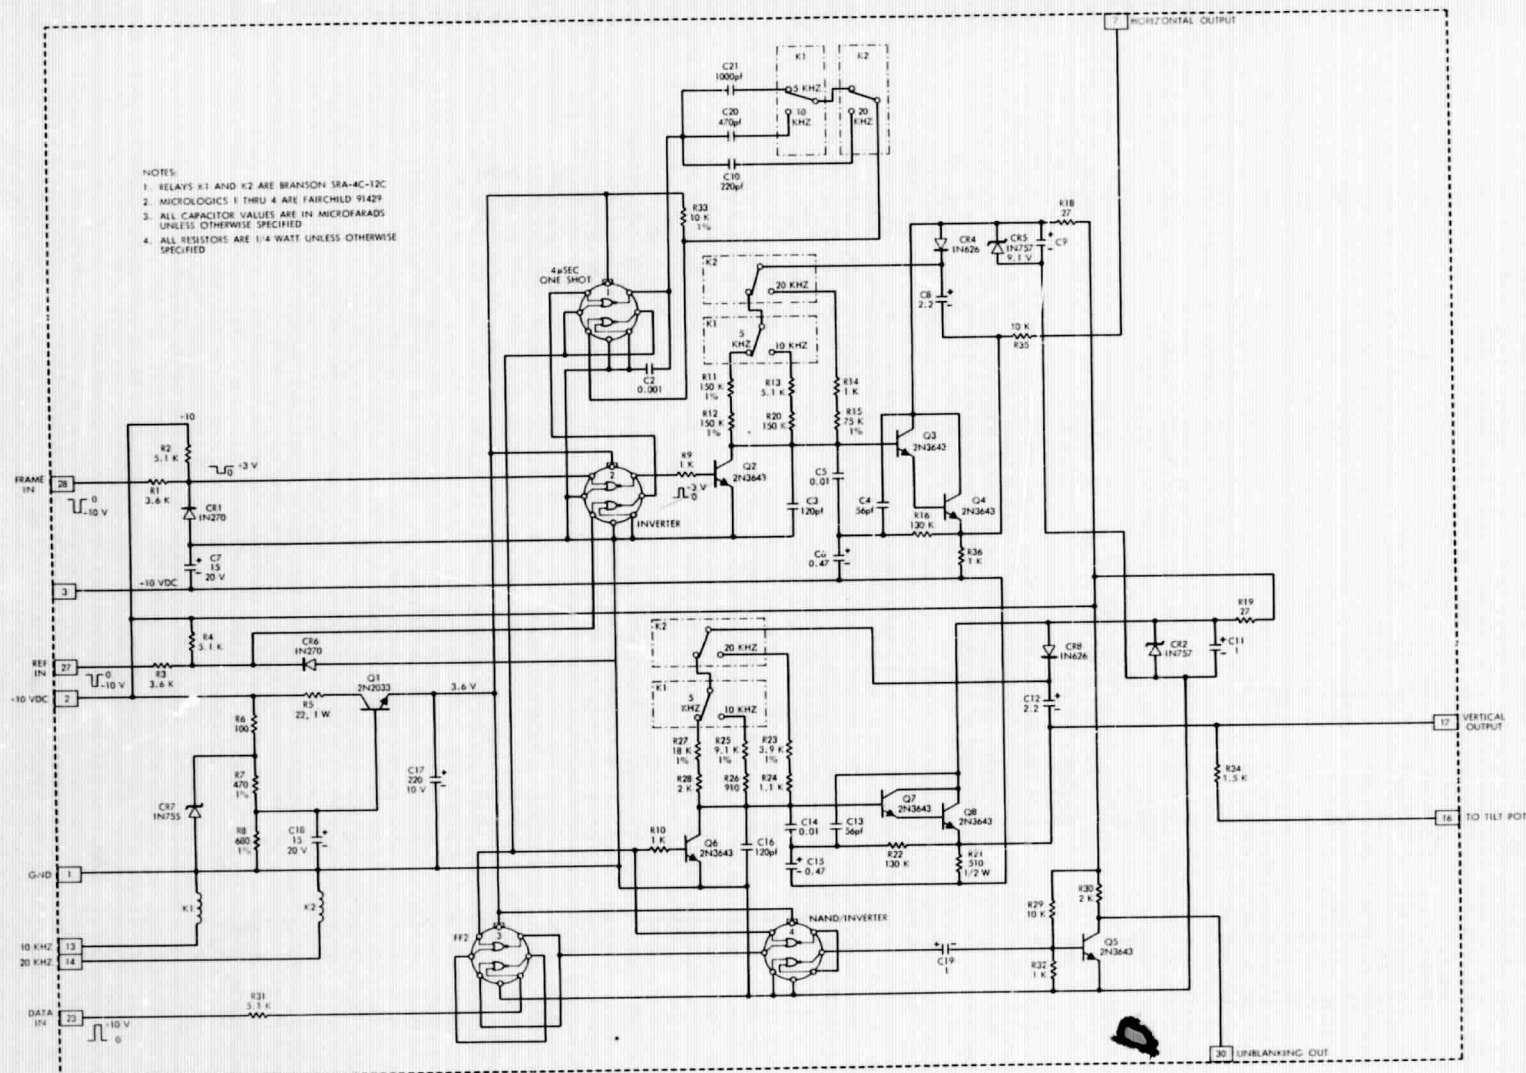 7 HORIZONTAL OUTPUT
K1
K2
C21
1000pf
5 KHZ
C20
470pf
10
KHZ
20
KHZ
C10
220pf
NOTES:
1. RELAYS K1 AND K2 ARE BRANSON SRA-4C-12C
2. MICROLOGICS 1 THRU 4 ARE FAIRCHILD 91429
3. ALL CAPACITOR VALUES ARE IN MICROFARADS
UNLESS OTHERWISE SPECIFIED
4. ALL RESISTORS ARE 1/4 WATT UNLESS OTHERWISE
SPECIFIED
R33
10 K
1%
R18
27
CR4
1N626
CR5
1N757
9.1 V
C9
4µSEC
ONE SHOT
1
K2
20 KHZ
C8
2.2
K1
5
KHZ
10 KHZ
10 K
R35
C2
0.001
R11
150 K
1%
R13
5.1 K
R14
1 K
R12
150 K
1%
R20
150 K
R15
75 K
1%
-10
R2
5.1 K
-3 V
0
FRAME
IN
28
0
-10 V
R1
3.6 K
CR1
1N270
C7
15
20 V
2
INVERTER
R9
1 K
-3 V
0
Q2
2N3643
C3
120pf
C5
0.01
C4
56pf
Q3
2N3643
Q4
2N3643
R16
130 K
C6
0.47
R36
1 K
3
-10 VDC
R4
5.1 K
CR6
1N270
REF
IN
27
0
-10 V
R3
3.6 K
+10 VDC
2
Q1
2N2033
3.6 V
R5
22, 1 W
R6
100
R7
470
1%
CR7
1N755
R8
680
1%
C18
15
20 V
C17
220
10 V
K2
20 KHZ
K1
5
KHZ
10 KHZ
R19
27
CR8
1N626
CR2
1N757
C11
1
C12
2.2
17
VERTICAL
OUTPUT
R34
1.5 K
16
TO TILT POT
R27
18 K
1%
R25
9.1 K
1%
R23
3.9 K
1%
R28
2 K
R26
910
R24
1.1 K
Q7
2N3643
Q8
2N3643
C14
0.01
C13
56pf
R10
1 K
Q6
2N3643
C16
120pf
C15
0.47
R22
130 K
R21
510
1/2 W
GND
1
K1
K2
10 KHZ
13
20 KHZ
14
FF2
3
NAND/INVERTER
4
C19
1
R29
10 K
R30
2 K
R32
1 K
Q5
2N3643
DATA
IN
23
-10 V
0
R31
5.1 K
30
UNBLANKING OUT